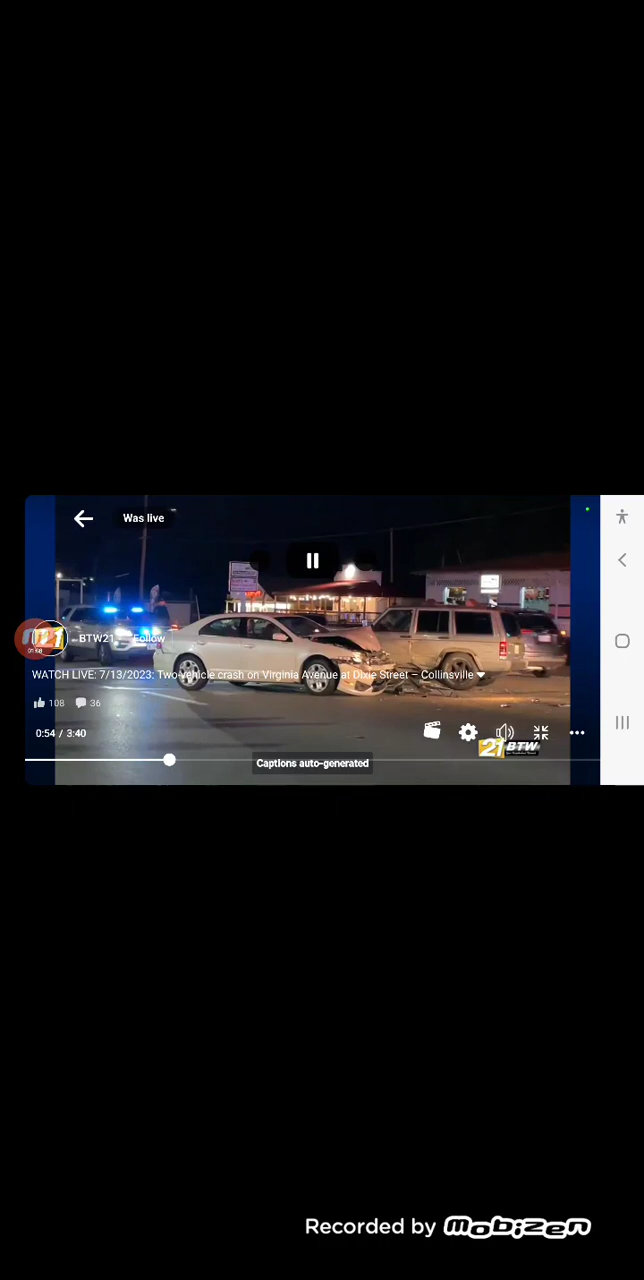 Was live
BTW21
Follow
WATCH LIVE: 7/13/2023: Two-vehicle crash on Virginia Avenue at Dixie Street – Collinsville
108
36
0:54 / 3:40
21 BTW
Captions auto-generated
Recorded by mobizen